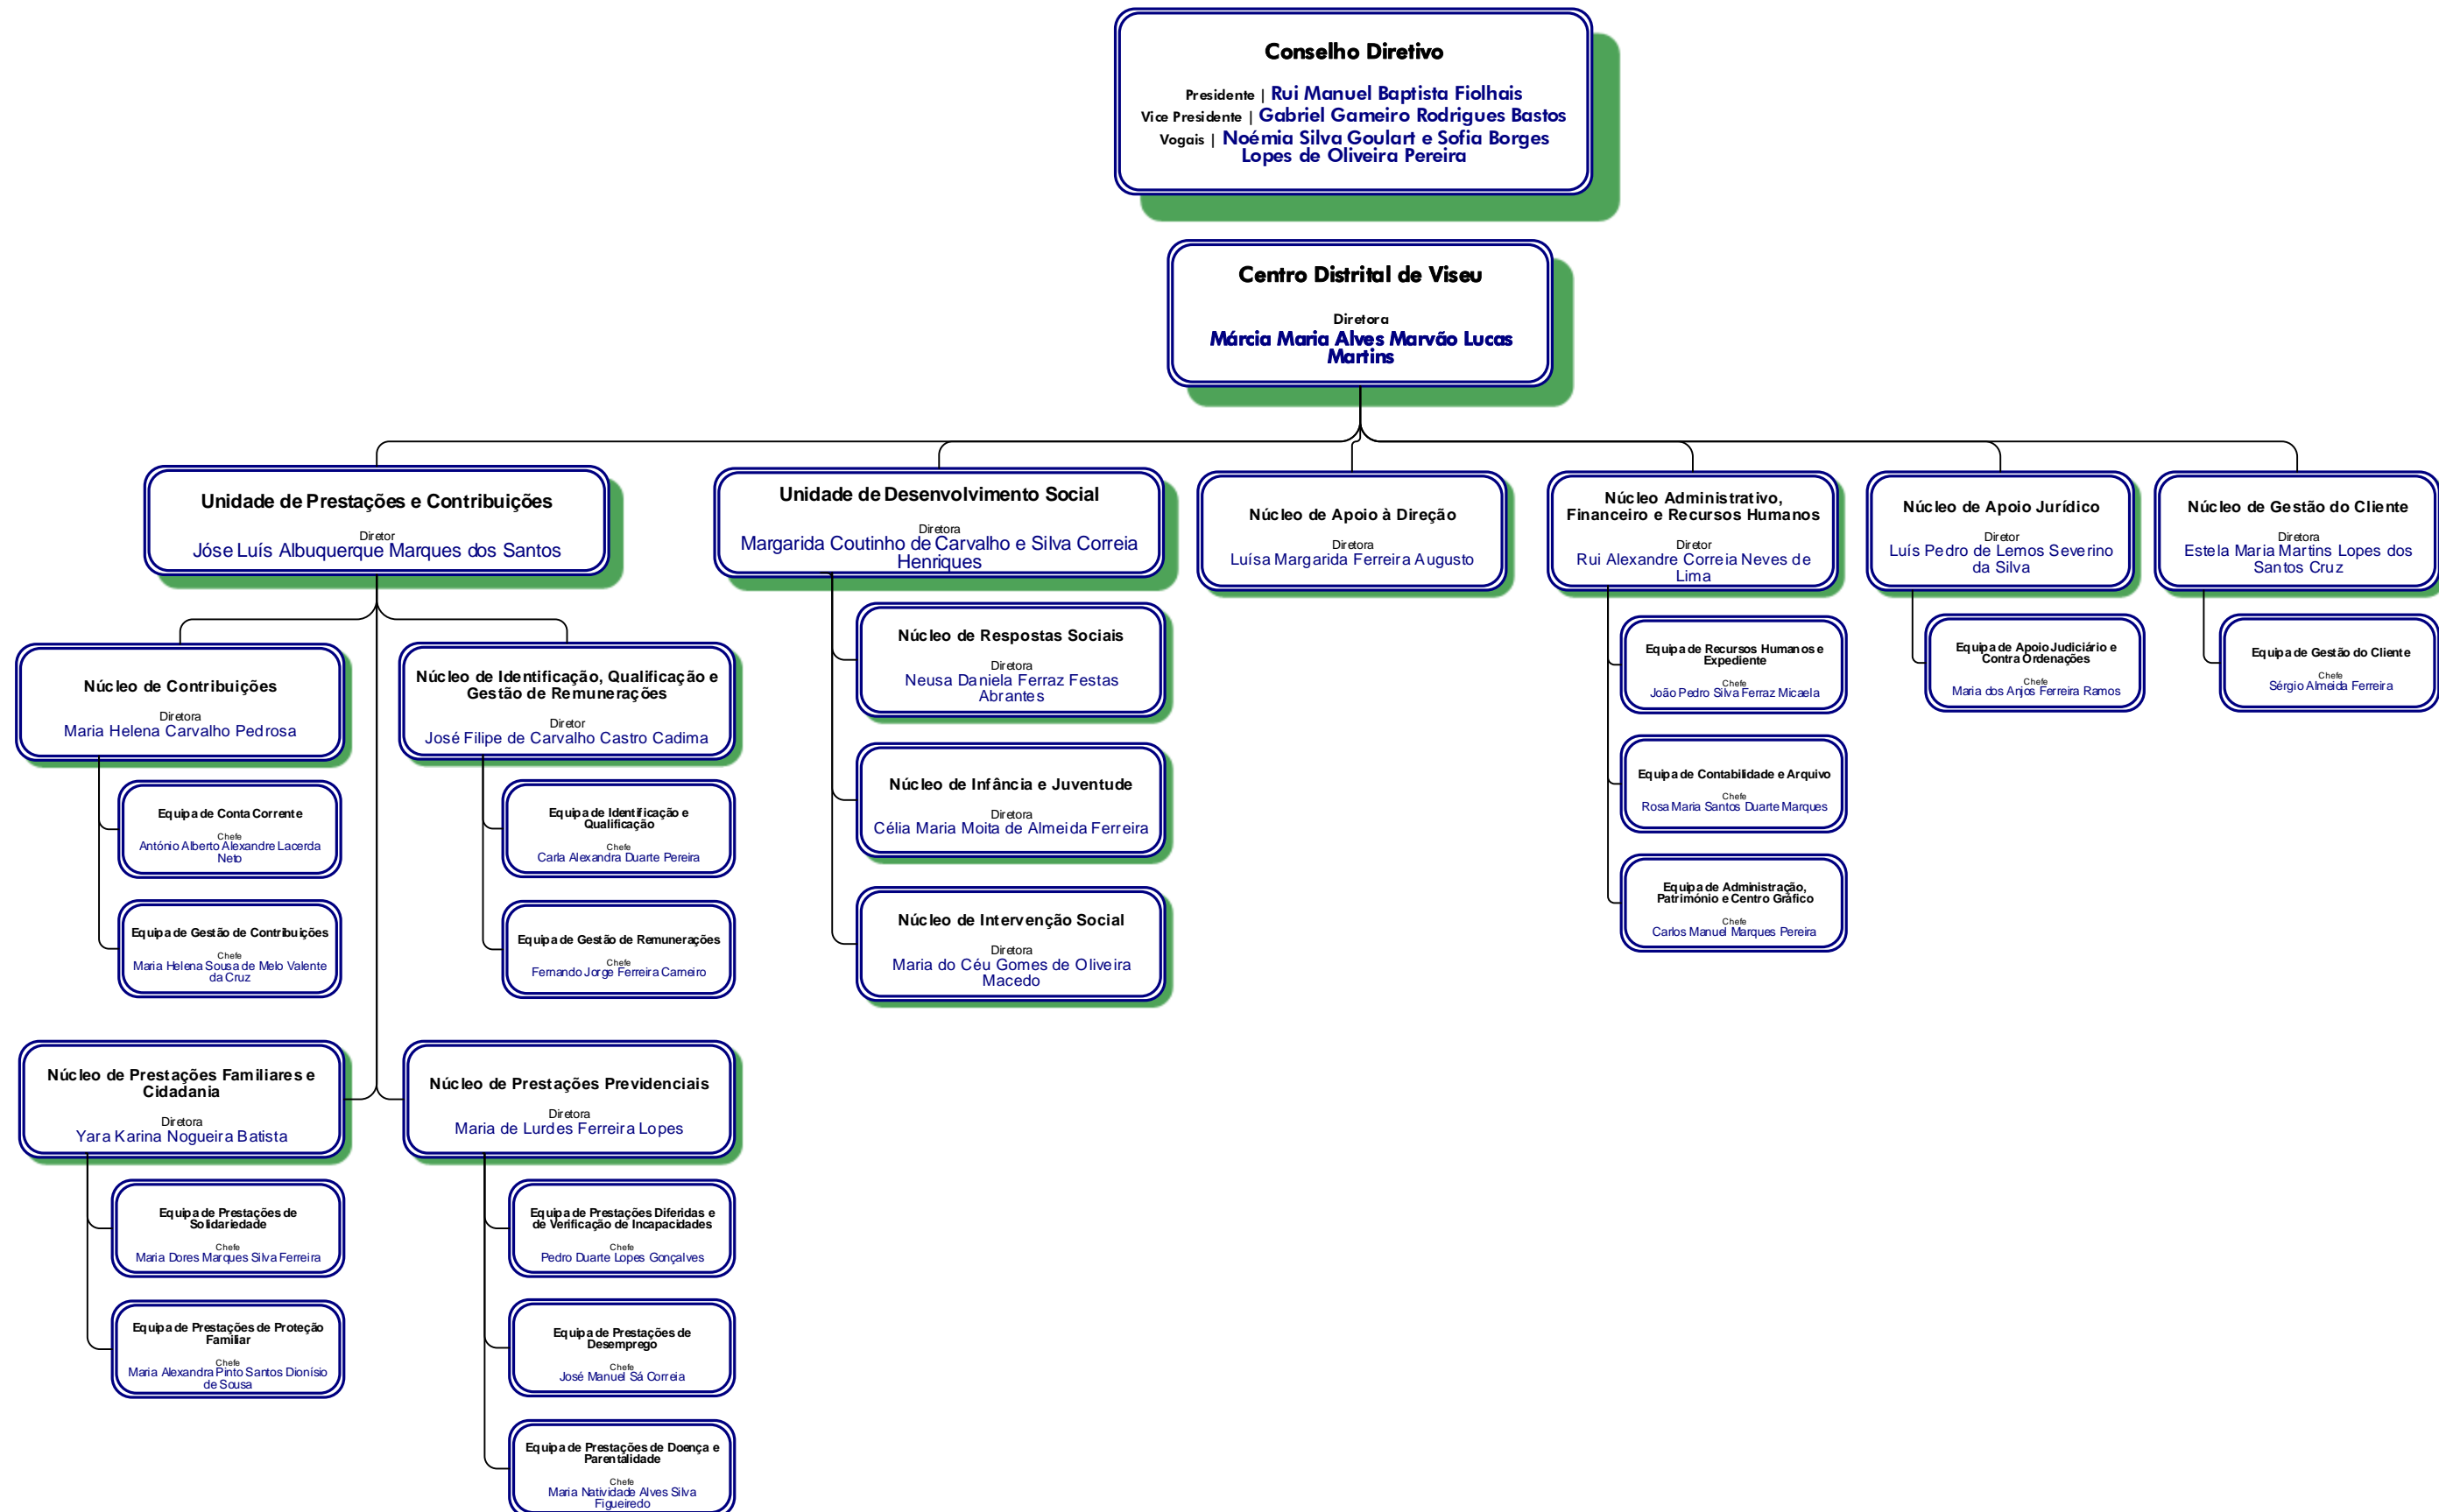 Conselho Diretivo
Presidente | Rui Manuel Baptista Fiolhais
Vice Presidente | Gabriel Gameiro Rodrigues Bastos
Vogais | Noémia Silva Goulart e Sofia Borges
Lopes de Oliveira Pereira
Centro Distrital de Viseu
Diretora
Márcia Maria Alves Marvão Lucas
Martins
Unidade de Prestações e Contribuições
Diretor
Jóse Luís Albuquerque Marques dos Santos
Unidade de Desenvolvimento Social
Diretora
Margarida Coutinho de Carvalho e Silva Correia
Henriques
Núcleo de Apoio à Direção
Diretora
Luísa Margarida Ferreira Augusto
Núcleo Administrativo,
Financeiro e Recursos Humanos
Diretor
Rui Alexandre Correia Neves de
Lima
Núcleo de Apoio Jurídico
Diretor
Luís Pedro de Lemos Severino
da Silva
Núcleo de Gestão do Cliente
Diretora
Estela Maria Martins Lopes dos
Santos Cruz
Núcleo de Contribuições
Diretora
Maria Helena Carvalho Pedrosa
Núcleo de Identificação, Qualificação e
Gestão de Remunerações
Diretor
José Filipe de Carvalho Castro Cadima
Núcleo de Respostas Sociais
Diretora
Neusa Daniela Ferraz Festas
Abrantes
Equipa de Recursos Humanos e
Expediente
Chefe
João Pedro Silva Ferraz Micaela
Equipa de Apoio Judiciário e
Contra Ordenações
Chefe
Maria dos Anjos Ferreira Ramos
Equipa de Gestão do Cliente
Chefe
Sérgio Almeida Ferreira
Equipa de Conta Corrente
Chefe
António Alberto Alexandre Lacerda
Neto
Equipa de Identificação e
Qualificação
Chefe
Carla Alexandra Duarte Pereira
Núcleo de Infância e Juventude
Diretora
Célia Maria Moita de Almeida Ferreira
Equipa de Contabilidade e Arquivo
Chefe
Rosa Maria Santos Duarte Marques
Equipa de Gestão de Contribuições
Chefe
Maria Helena Sousa de Melo Valente
da Cruz
Equipa de Gestão de Remunerações
Chefe
Fernando Jorge Ferreira Carneiro
Núcleo de Intervenção Social
Diretora
Maria do Céu Gomes de Oliveira
Macedo
Equipa de Administração,
Património e Centro Gráfico
Chefe
Carlos Manuel Marques Pereira
Núcleo de Prestações Familiares e
Cidadania
Diretora
Yara Karina Nogueira Batista
Núcleo de Prestações Previdenciais
Diretora
Maria de Lurdes Ferreira Lopes
Equipa de Prestações de
Solidariedade
Chefe
Maria Dores Marques Silva Ferreira
Equipa de Prestações Diferidas e
de Verificação de Incapacidades
Chefe
Pedro Duarte Lopes Gonçalves
Equipa de Prestações de Proteção
Familiar
Chefe
Maria Alexandra Pinto Santos Dionísio
de Sousa
Equipa de Prestações de
Desemprego
Chefe
José Manuel Sá Correia
Equipa de Prestações de Doença e
Parentalidade
Chefe
Maria Natividade Alves Silva
Figueiredo